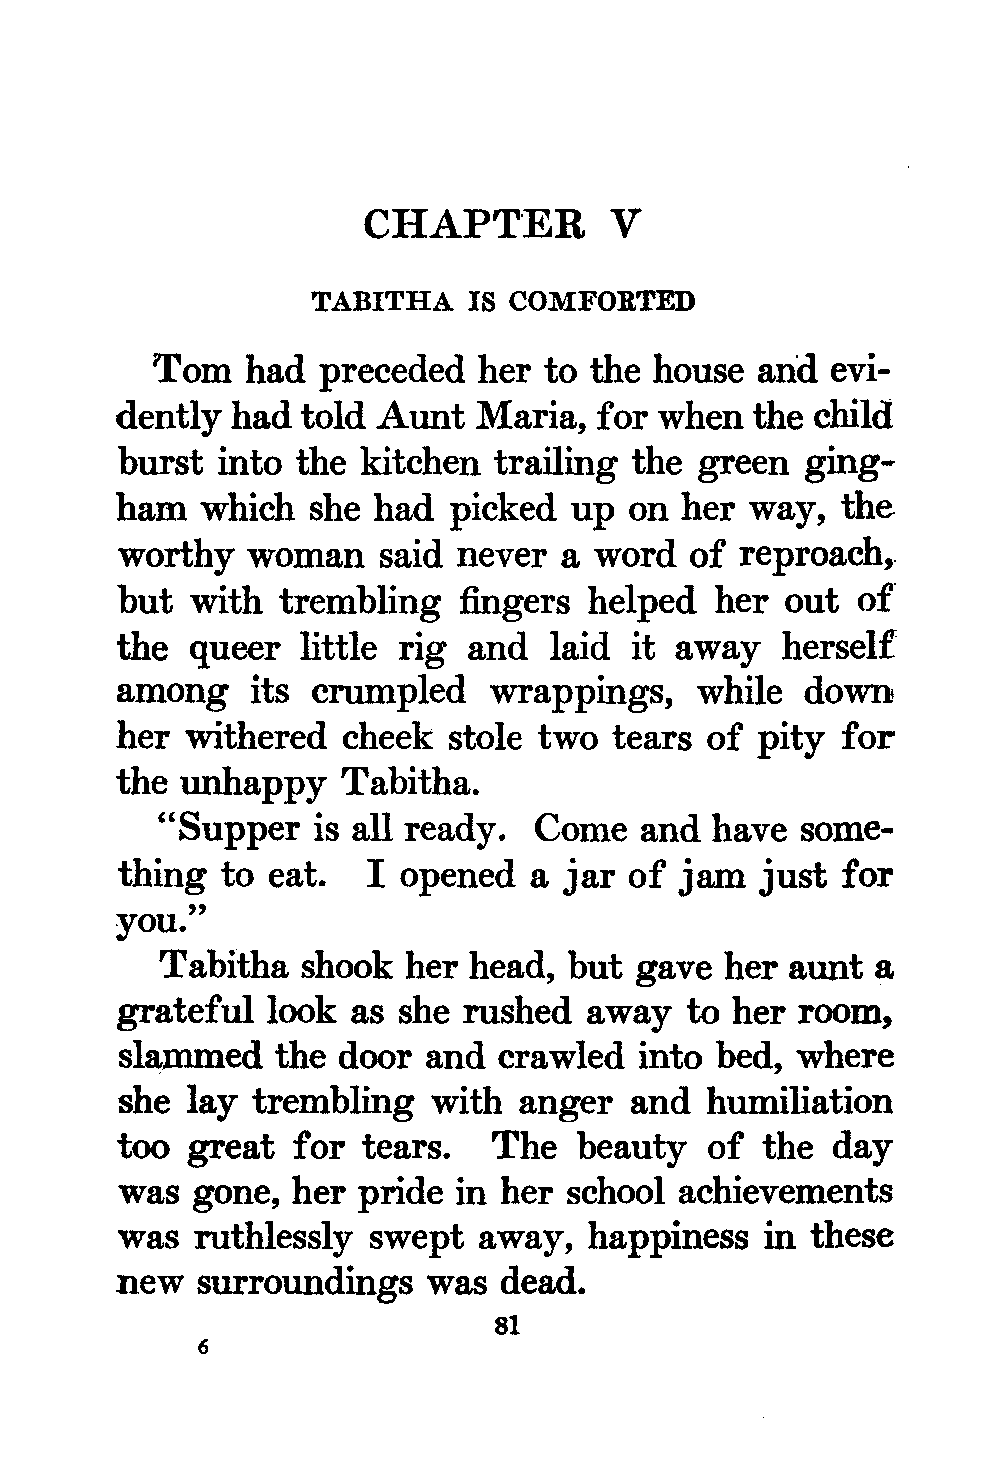 CHAPTER V
TABITHA IS COMFORTED
Tom had preceded her to the house and evi-
dently had told Aunt Maria, for when the child
burst into the kitchen trailing the green ging-
ham which she had picked up on her way, the
worthy woman said never a word of reproach,
but with trembling fingers helped her out of
the queer little rig and laid it away herself
among its crumpled wrappings, while down
her withered cheek stole two tears of pity for
the unhappy Tabitha.
“Supper is all ready. Come and have some-
thing to eat. I opened a jar of jam just for
you.”
Tabitha shook her head, but gave her aunt a
grateful look as she rushed away to her room,
slammed the door and crawled into bed, where
she lay trembling with anger and humiliation
too great for tears. The beauty of the day
was gone, her pride in her school achievements
was ruthlessly swept away, happiness in these
new surroundings was dead.
81
6